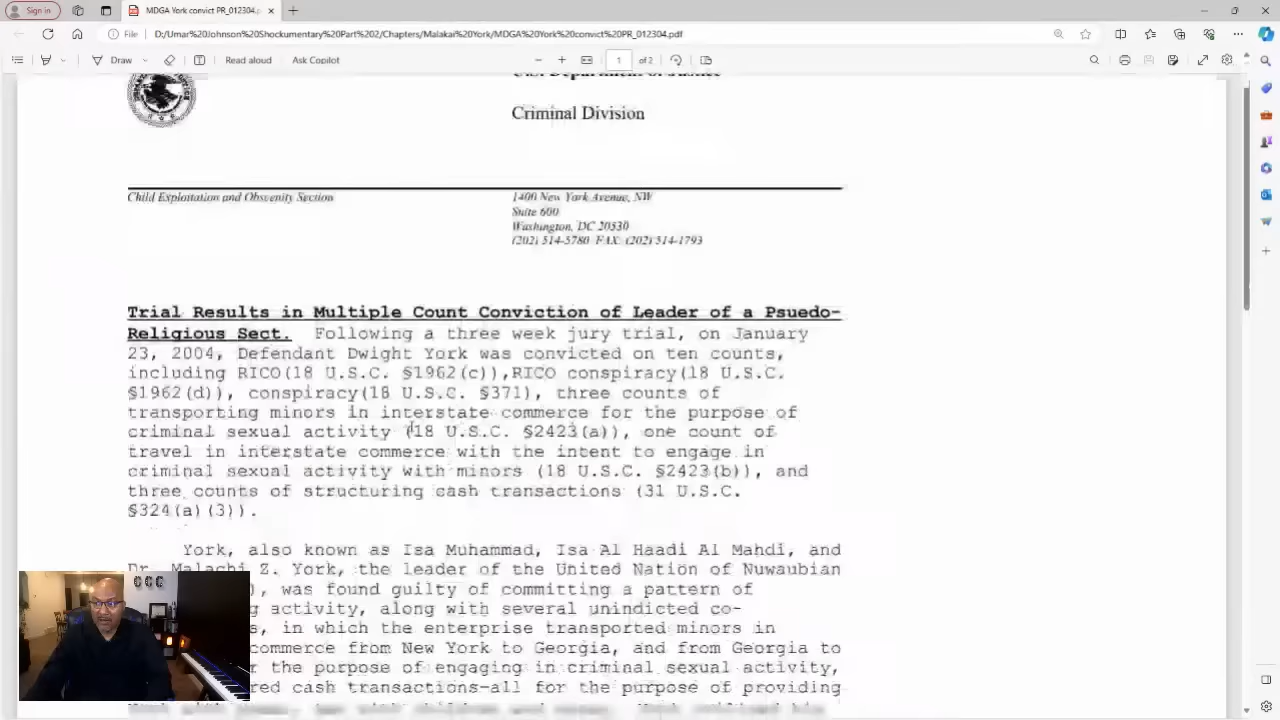 Sign in
MDGA York convict PR_012304.
File
D:/Umar%20Johnson%20Shockumentary%20Part%202/Chapters/Malakai%20York/MDGA%20York%20convict%20PR_012304.pdf
Draw
Read aloud
Ask Copilot
1
of 2
Criminal Division
Child Exploitation and Obscenity Section
1400 New York Avenue, NW
Suite 600
Washington, DC 20530
(202) 514-5780 FAX: (202) 514-1793
Trial Results in Multiple Count Conviction of Leader of a Psuedo-
Religious Sect. Following a three week jury trial, on January
23, 2004, Defendant Dwight York was convicted on ten counts,
including RICO(18 U.S.C. §1962(c)),RICO conspiracy(18 U.S.C.
§1962(d)), conspiracy(18 U.S.C. §371), three counts of
transporting minors in interstate commerce for the purpose of
criminal sexual activity (18 U.S.C. §2423(a)), one count of
travel in interstate commerce with the intent to engage in
criminal sexual activity with minors (18 U.S.C. §2423(b)), and
three counts of structuring cash transactions (31 U.S.C.
§324(a)(3)).
York, also known as Isa Muhammad, Isa Al Haadi Al Mahdi, and
Dr. Malachi Z. York, the leader of the United Nation of Nuwaubian
), was found guilty of committing a pattern of
g activity, along with several unindicted co-
s, in which the enterprise transported minors in
commerce from New York to Georgia, and from Georgia to
r the purpose of engaging in criminal sexual activity,
red cash transactions-all for the purpose of providing